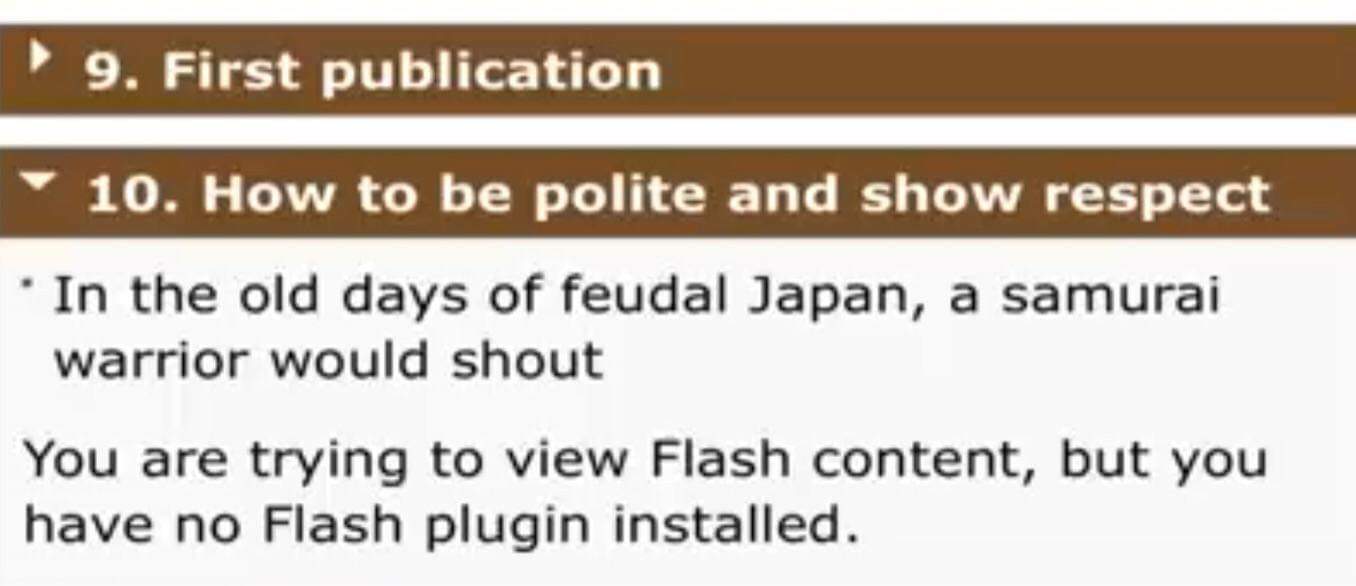 9. First publication
10. How to be polite and show respect
· In the old days of feudal Japan, a samurai
warrior would shout
You are trying to view Flash content, but you
have no Flash plugin installed.